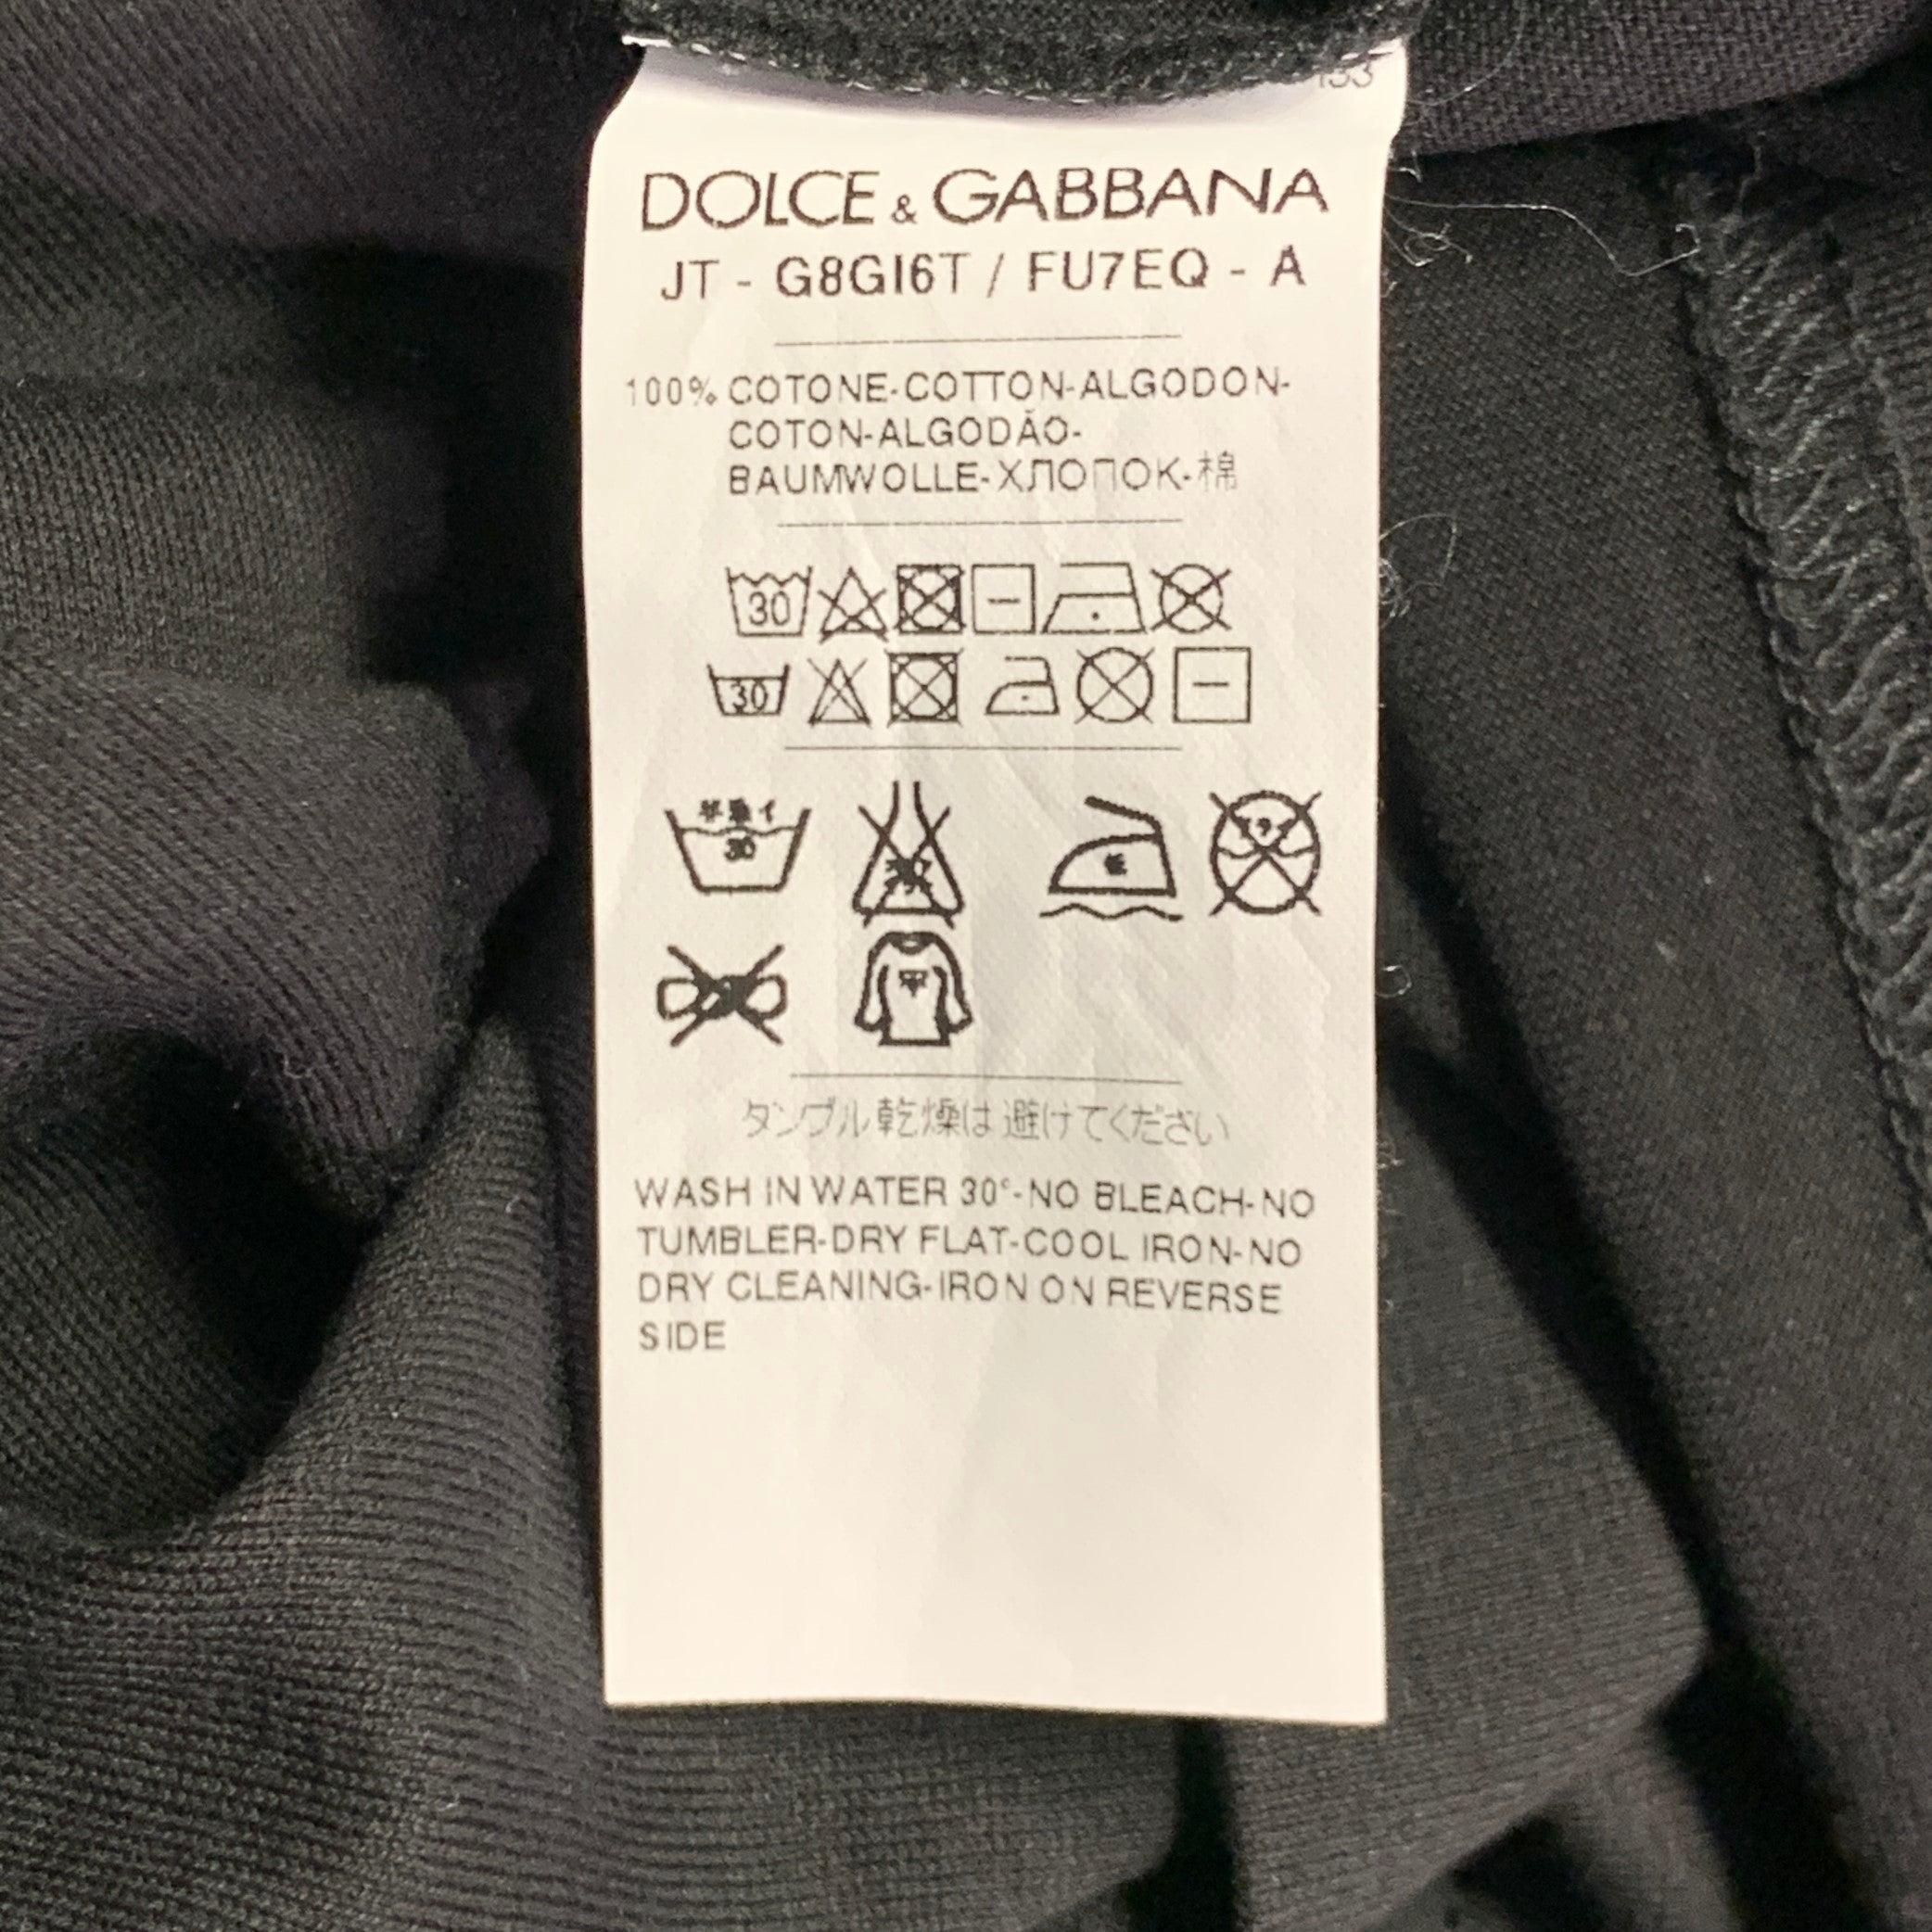 133
DOLCE & GABBANA
JT - G8GI6T / FU7EQ - A
100% COTONE-COTTON-ALGODON-
COTON-ALGODÃO-
BAUMWOLLE-ХЛОПОК-棉
30
30
30
タンブル乾燥は避けてください
WASH IN WATER 30°-NO BLEACH-NO
TUMBLER-DRY FLAT-COOL IRON-NO
DRY CLEANING-IRON ON REVERSE
SIDE